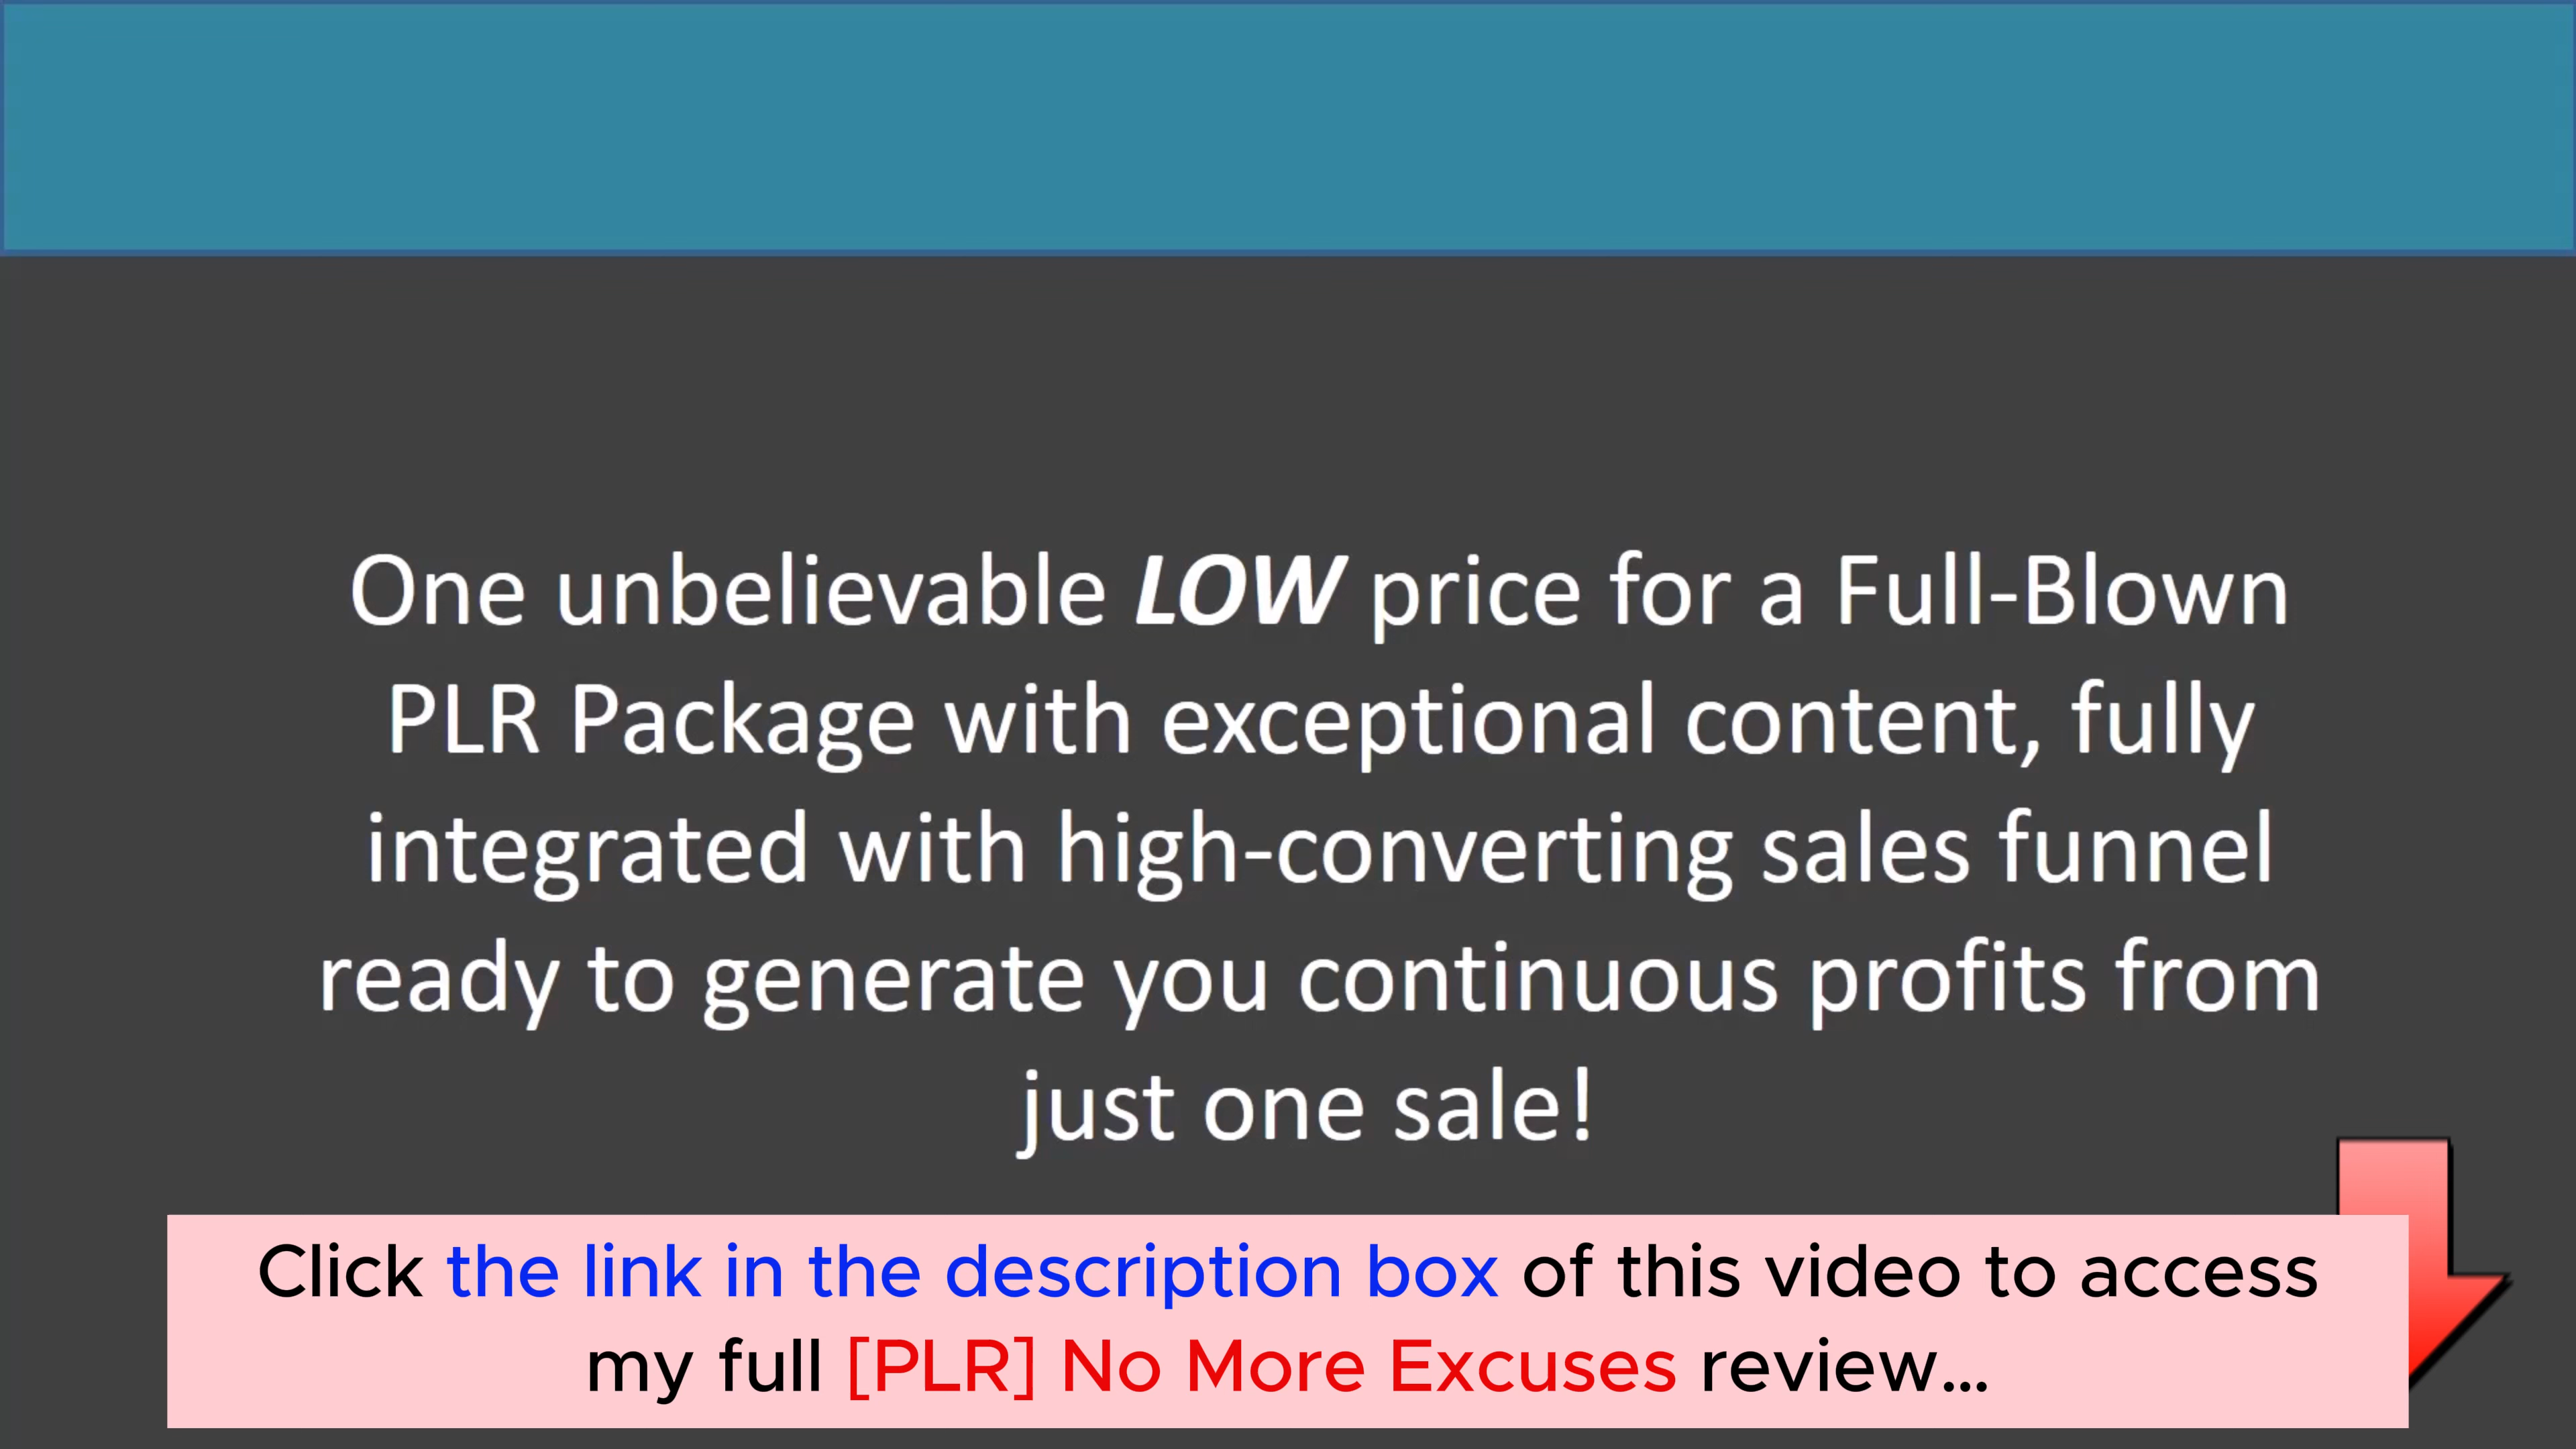 One unbelievable LOW price for a Full-Blown
PLR Package with exceptional content, fully
integrated with high-converting sales funnel
ready to generate you continuous profits from
just one sale!
Click the link in the description box of this video to access
my full [PLR] No More Excuses review...